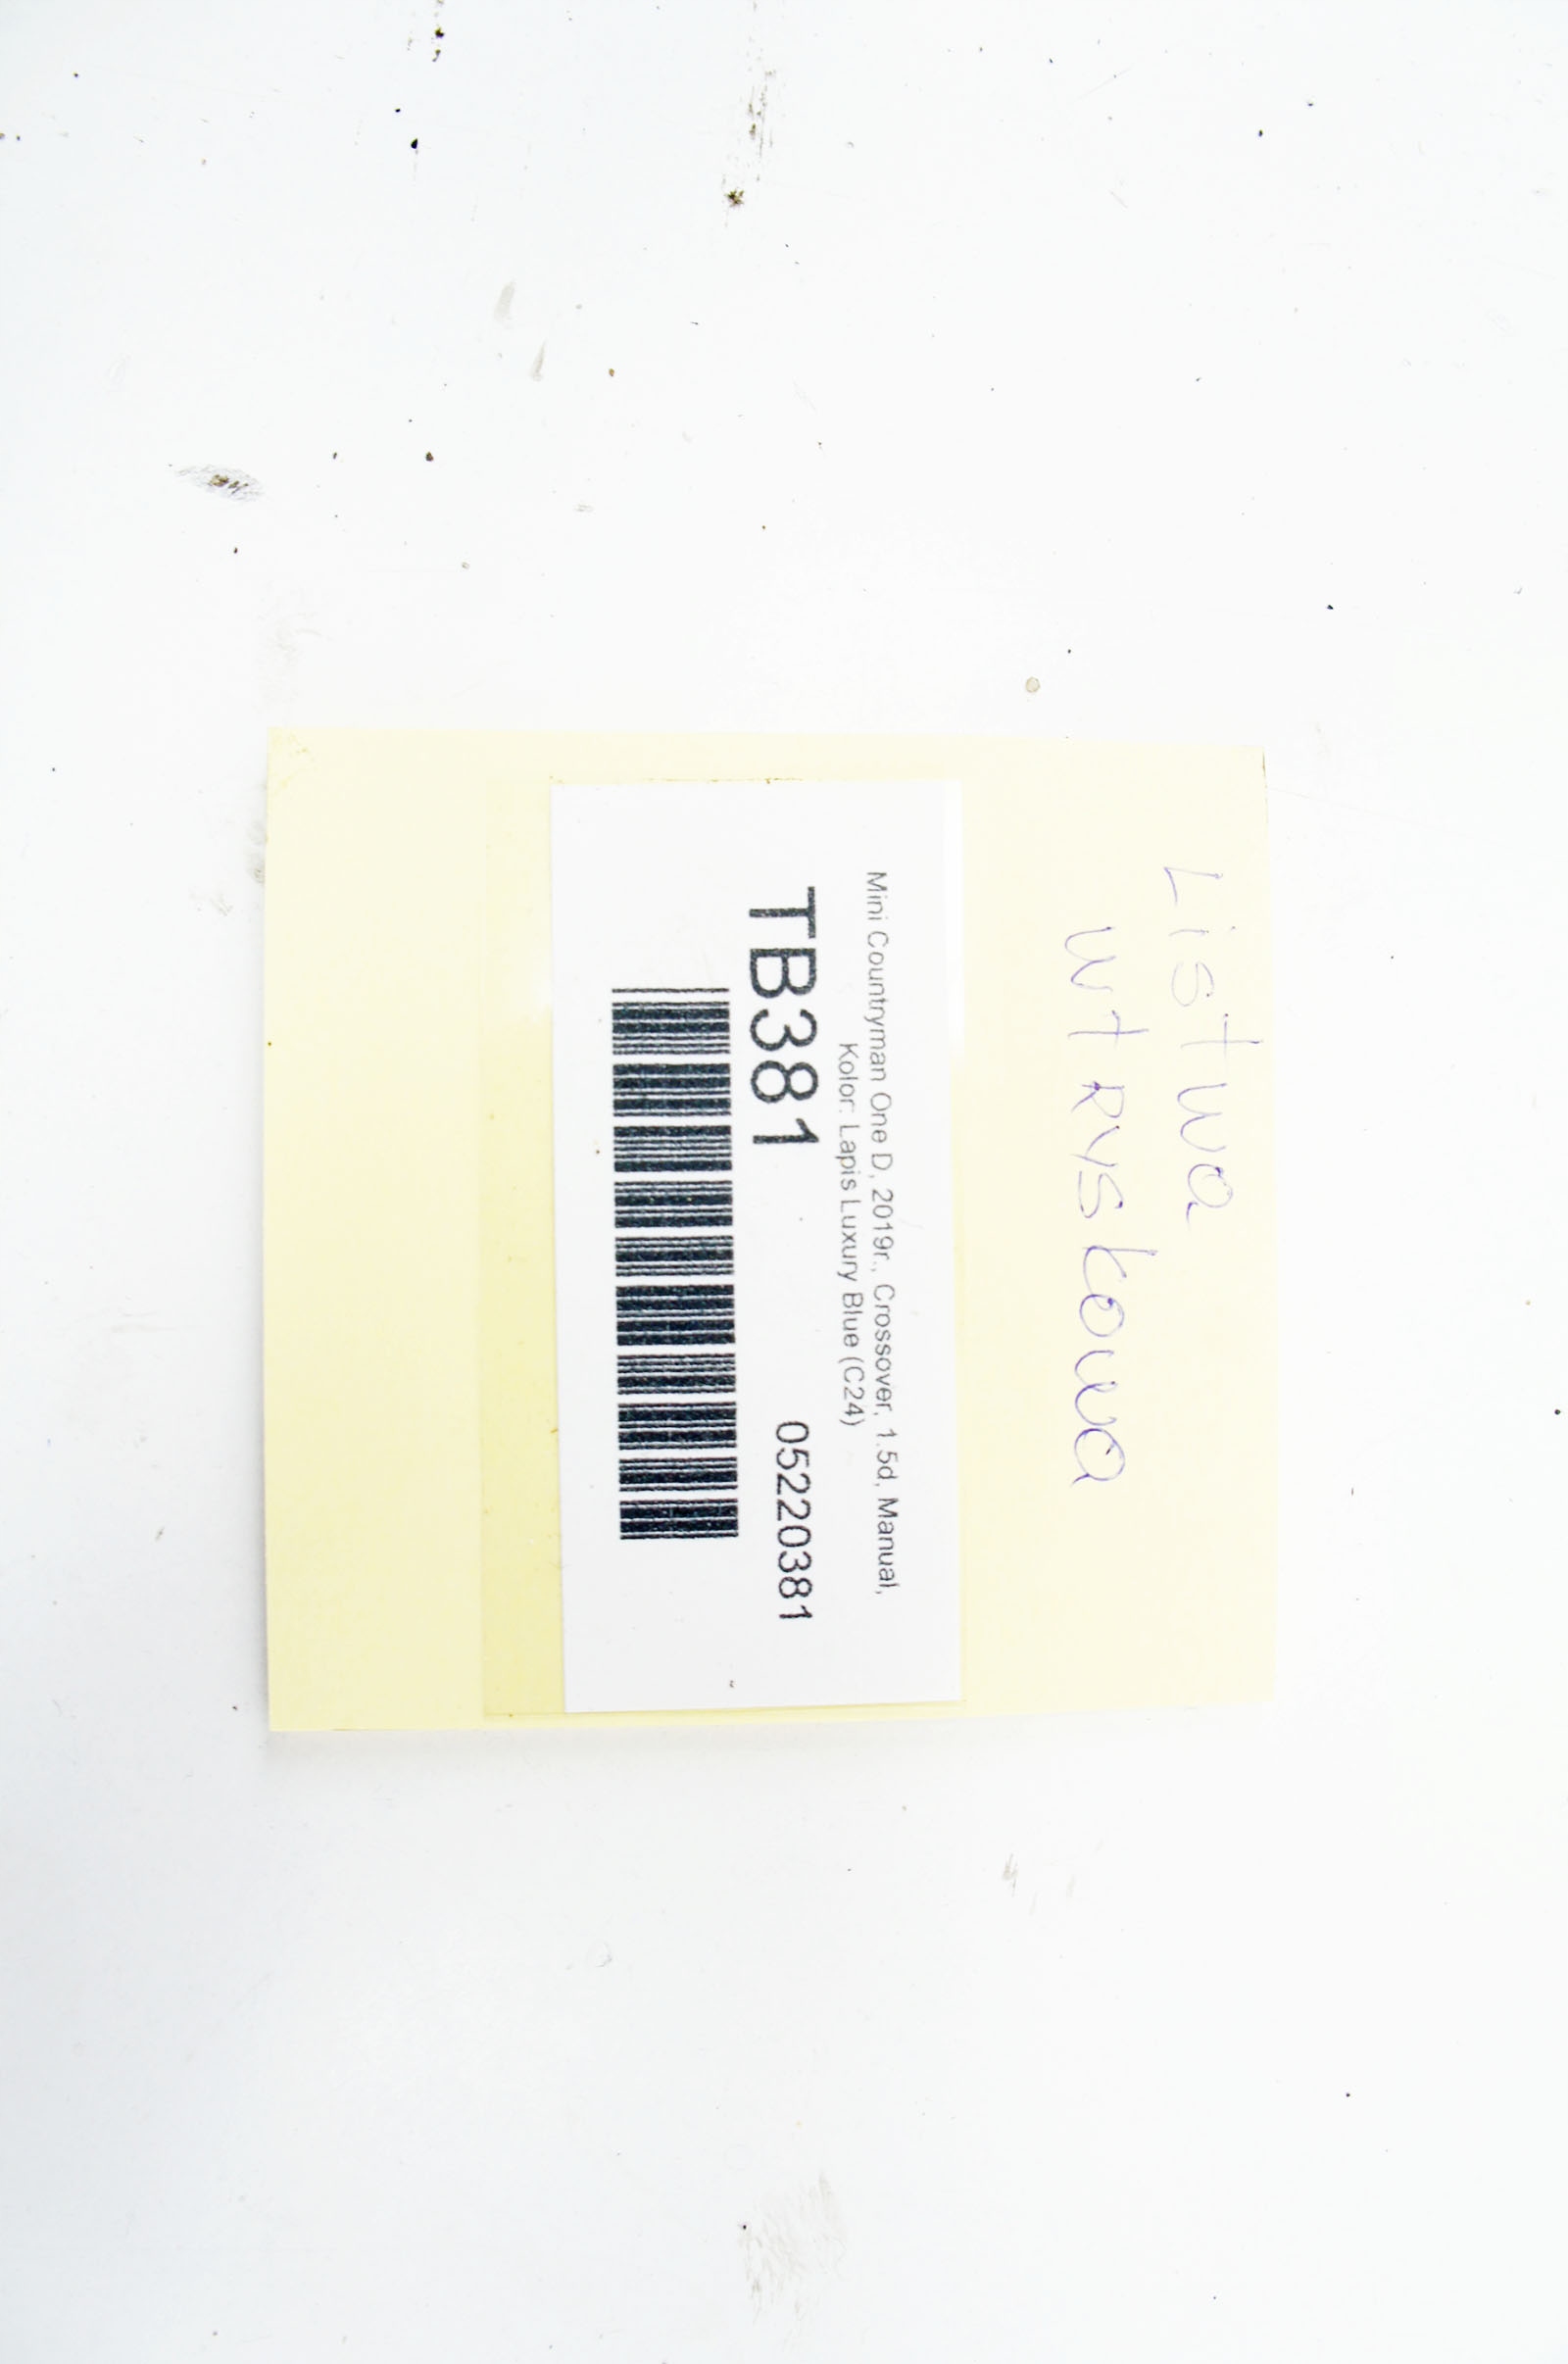 Listwa
wtryskowa
Mini Countryman One D, 2019r., Crossover, 1.5d, Manual,
Kolor: Lapis Luxury Blue (C24)
TB381 05220381